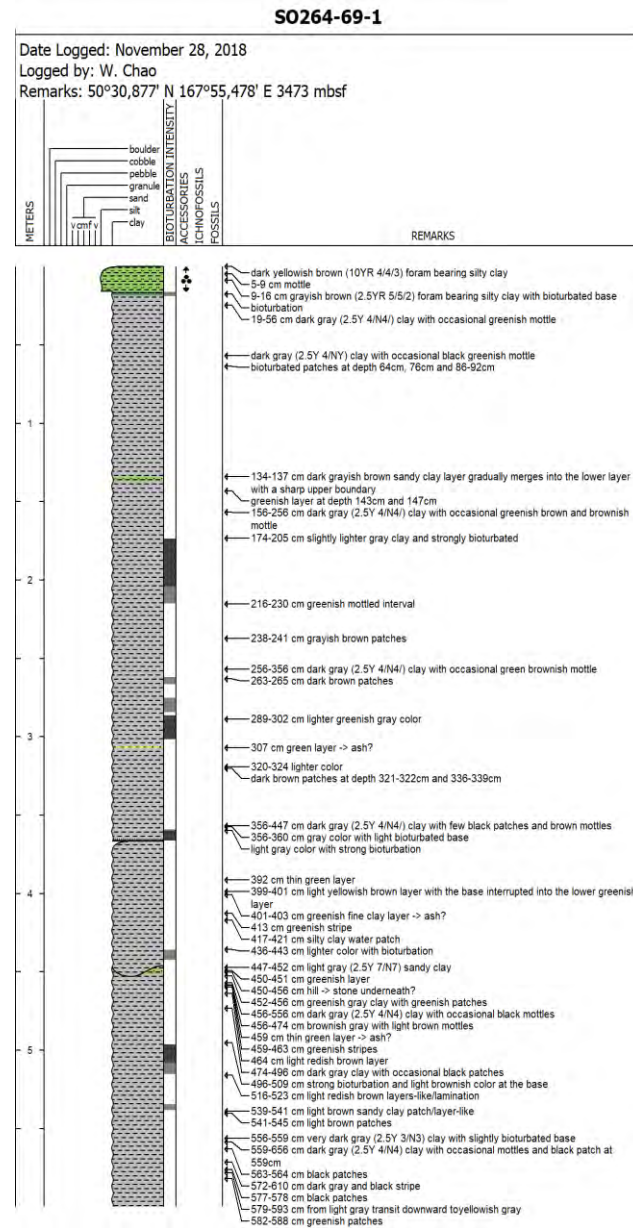 SO264-69-1
Date Logged: November 28, 2018
Logged by: W. Chao
Remarks: 50º30,877' N 167º55,478' E 3473 mbsf
METERS
boulder
cobble
pebble
granule
sand
silt
clay
v c m f v
BIOTURBATION INTENSITY
ACCESSORIES
ICHNOFOSSILS
FOSSILS
REMARKS
dark yellowish brown (10YR 4/4/3) foram bearing silty clay
5-9 cm mottle
9-16 cm grayish brown (2.5YR 5/5/2) foram bearing silty clay with bioturbated base
bioturbation
19-56 cm dark gray (2.5Y 4/N4/) clay with occasional greenish mottle
dark gray (2.5Y 4/NY) clay with occasional black greenish mottle
bioturbated patches at depth 64cm, 76cm and 86-92cm
1
134-137 cm dark grayish brown sandy clay layer gradually merges into the lower layer
with a sharp upper boundary
greenish layer at depth 143cm and 147cm
156-256 cm dark gray (2.5Y 4/N4/) clay with occasional greenish brown and brownish
mottle
174-205 cm slightly lighter gray clay and strongly bioturbated
2
216-230 cm greenish mottled interval
238-241 cm grayish brown patches
256-356 cm dark gray (2.5Y 4/N4/) clay with occasional green brownish mottle
263-265 cm dark brown patches
289-302 cm lighter greenish gray color
3
307 cm green layer -> ash?
320-324 lighter color
dark brown patches at depth 321-322cm and 336-339cm
356-447 cm dark gray (2.5Y 4/N4/) clay with few black patches and brown mottles
356-360 cm gray color with light bioturbated base
light gray color with strong bioturbation
392 cm thin green layer
4
399-401 cm light yellowish brown layer with the base interrupted into the lower greenish
layer
401-403 cm greenish fine clay layer -> ash?
413 cm greenish stripe
417-421 cm silty clay water patch
436-443 cm lighter color with bioturbation
447-452 cm light gray (2.5Y 7/N7) sandy clay
450-451 cm greenish layer
450-456 cm hill -> stone underneath?
452-456 cm greenish gray clay with greenish patches
456-556 cm dark gray (2.5Y 4/N4) clay with occasional black mottles
456-474 cm brownish gray with light brown mottles
459 cm thin green layer -> ash?
459-463 cm greenish stripes
464 cm light redish brown layer
5
474-496 cm dark gray clay with occasional black patches
496-509 cm strong bioturbation and light brownish color at the base
516-523 cm light redish brown layers-like/lamination
539-541 cm light brown sandy clay patch/layer-like
541-545 cm light brown patches
556-559 cm very dark gray (2.5Y 3/N3) clay with slightly bioturbated base
559-656 cm dark gray (2.5Y 4/N4) clay with occasional mottles and black patch at
559cm
563-564 cm black patches
572-610 cm dark gray and black stripe
577-578 cm black patches
579-593 cm from light gray transit downward toyellowish gray
582-588 cm greenish patches